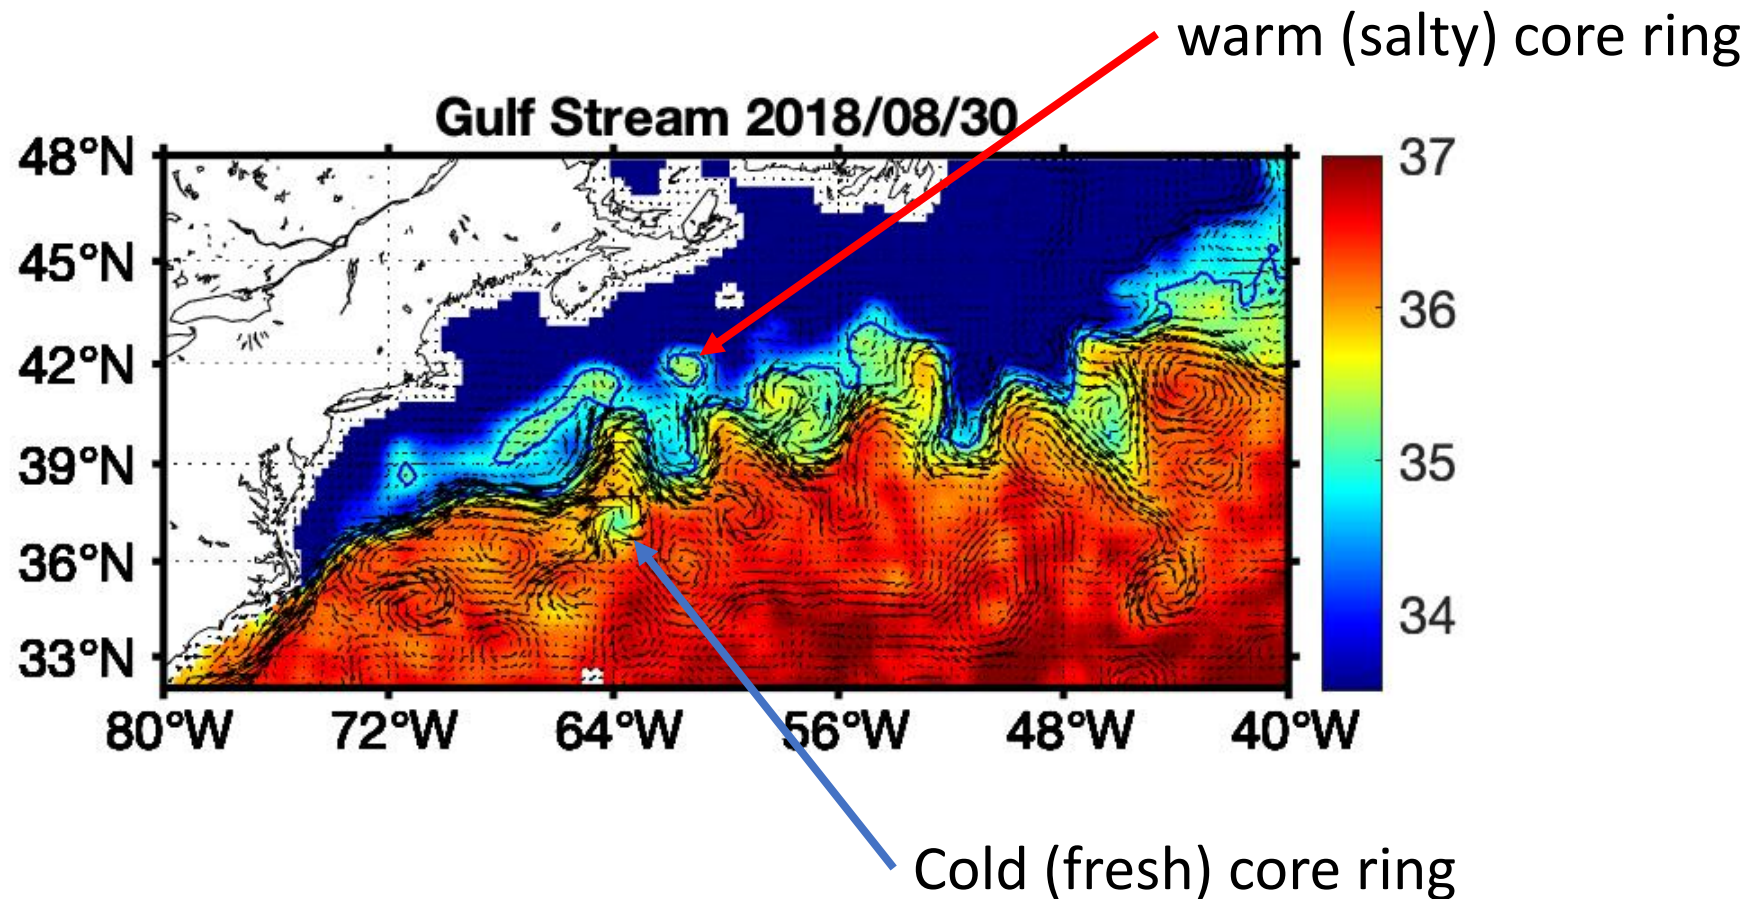 warm (salty) core ring
Gulf Stream 2018/08/30
48°N
45°N
42°N
39°N
36°N
33°N
80°W 72°W 64°W 56°W 48°W 40°W
37
36
35
34
Cold (fresh) core ring